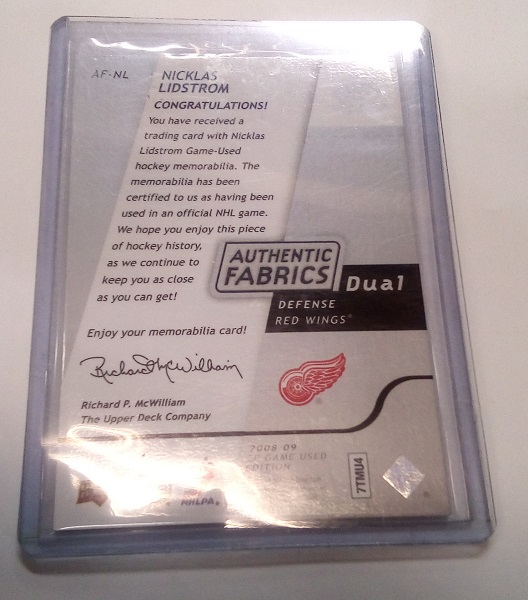 AF-NL
NICKLAS
LIDSTROM
CONGRATULATIONS!
You have received a
trading card with Nicklas
Lidstrom Game-Used
hockey memorabilia. The
memorabilia has been
certified to us as having been
used in an official NHL game.
We hope you enjoy this piece
of hockey history,
as we continue to
keep you as close
as you can get!
AUTHENTIC
FABRICS
Dual
DEFENSE
RED WINGS®
Enjoy your memorabilia card!
Richard P. McWilliam
Richard P. McWilliam
The Upper Deck Company
2008-09
SP GAME USED
EDITION
NHLPA
7TMU4